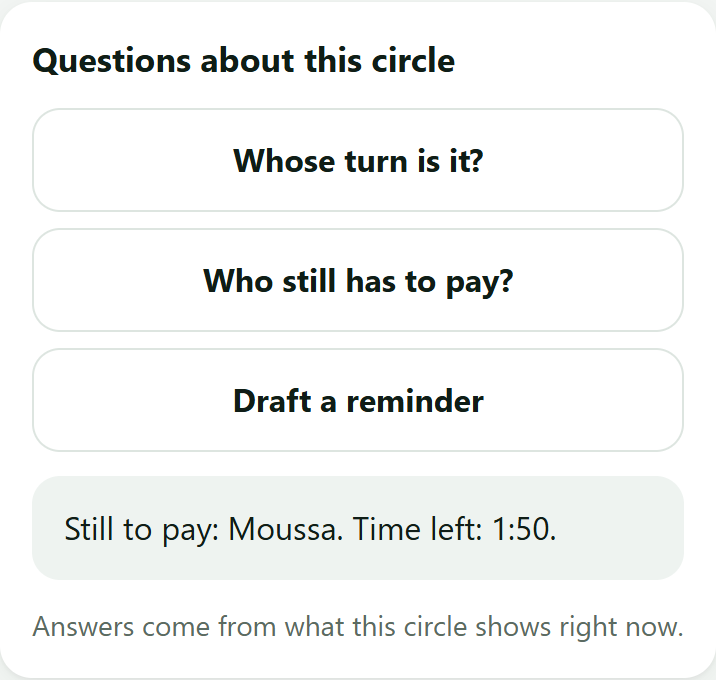 Questions about this circle
Whose turn is it?
Who still has to pay?
Draft a reminder
Still to pay: Moussa. Time left: 1:50.
Answers come from what this circle shows right now.